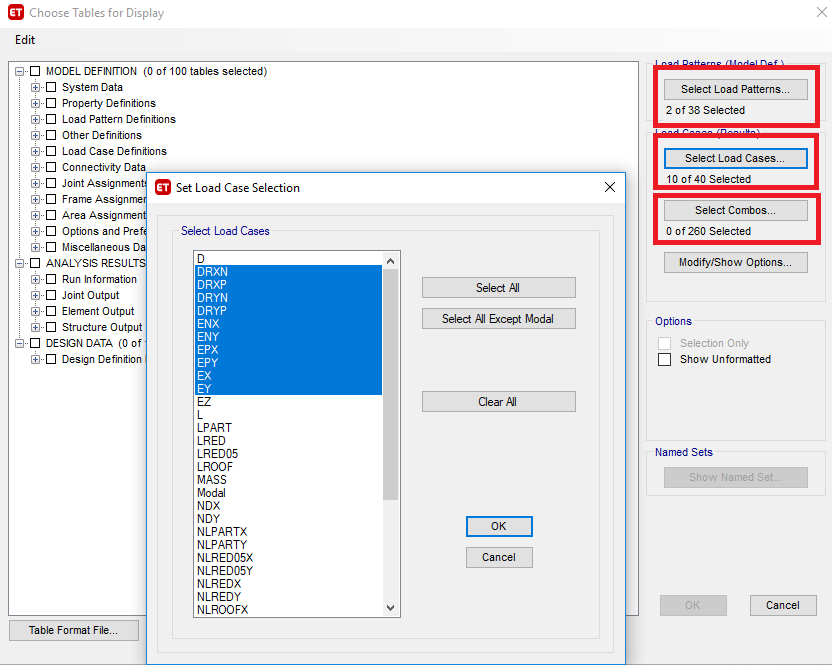 ET Choose Tables for Display
Edit
MODEL DEFINITION (0 of 100 tables selected)
System Data
Property Definitions
Load Pattern Definitions
Other Definitions
Load Case Definitions
Connectivity Data
Joint Assignments
Frame Assignmer
Area Assignment
Options and Prefe
Miscellaneous Da
ANALYSIS RESULTS
Run Information
Joint Output
Element Output
Structure Output
DESIGN DATA (0 of
Design Definition
Table Format File...
ET Set Load Case Selection
Select Load Cases
D
DRXN
DRXP
DRYN
DRYP
ENX
ENY
EPX
EPY
EX
EY
EZ
L
LPART
LRED
LRED05
LROOF
MASS
Modal
NDX
NDY
NLPARTX
NLPARTY
NLRED05X
NLRED05Y
NLREDX
NLREDY
NLROOFX
Select All
Select All Except Modal
Clear All
OK
Cancel
Load Patterns (Model Def.)
Select Load Patterns...
2 of 38 Selected
Load Cases (Results)
Select Load Cases...
10 of 40 Selected
Select Combos...
0 of 260 Selected
Modify/Show Options...
Options
Selection Only
Show Unformatted
Named Sets
Show Named Set...
OK
Cancel